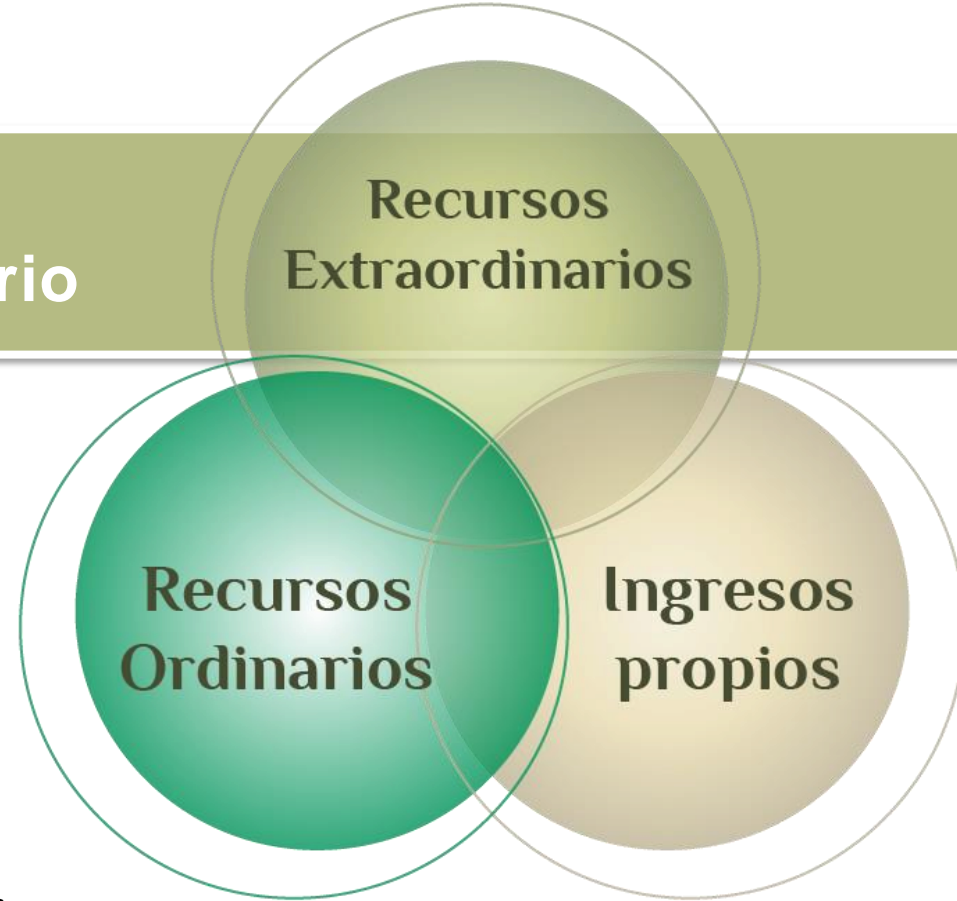 Recursos
Extraordinarios
rio
Recursos
Ordinarios
Ingresos
propios